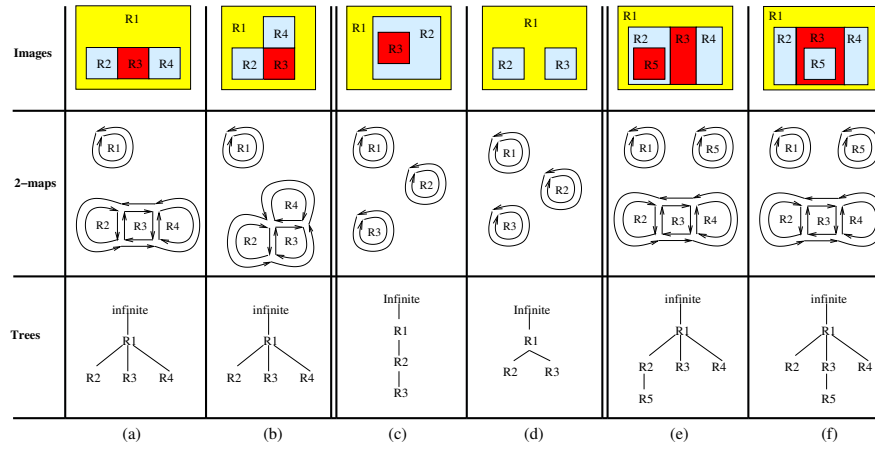 Images
R1
R2 R3 R4
R1
R4
R2 R3
R1
R2
R3
R1
R2 R3
R1
R2 R3 R4
R5
R1
R2 R3 R4
R5
2−maps
R1
R2 R3 R4
R1
R4
R2 R3
R1
R2
R3
R1
R2
R3
R1 R5
R2 R3 R4
R1 R5
R2 R3 R4
Trees
infinite
R1
R2 R3 R4
infinite
R1
R2 R3 R4
Infinite
R1
R2
R3
infinite
R1
R2 R3
infinite
R1
R2 R3 R4
R5
infinite
R1
R2 R3 R4
R5
(a) (b) (c) (d) (e) (f)